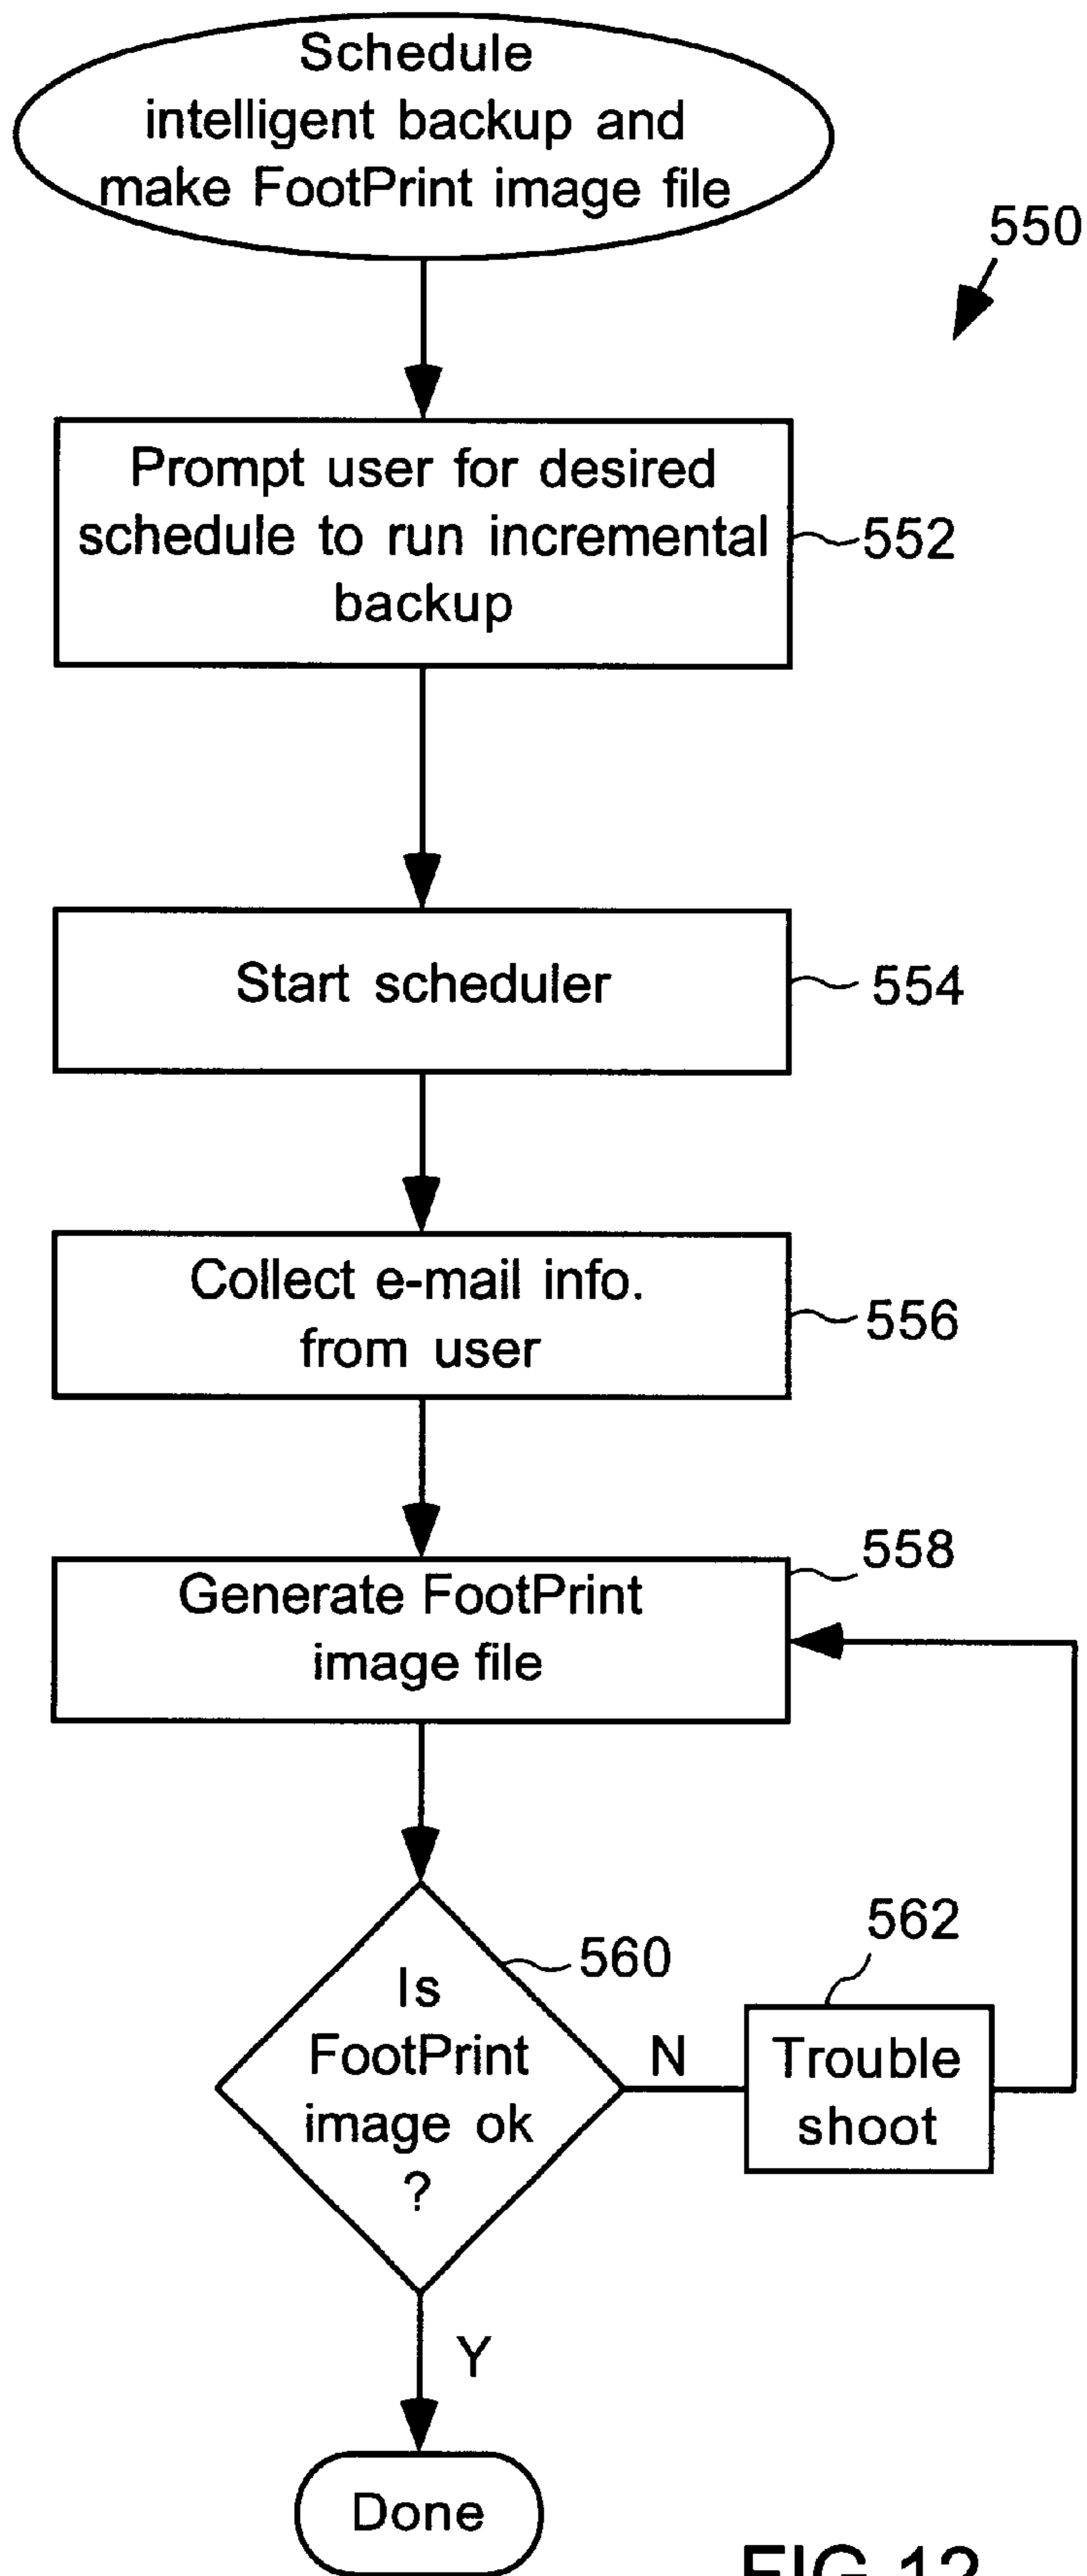 Schedule
intelligent backup and
make FootPrint image file
550
Prompt user for desired
schedule to run incremental
backup
552
Start scheduler
554
Collect e-mail info.
from user
556
558
Generate FootPrint
image file
560
Is
FootPrint
image ok
?
N
562
Trouble
shoot
Y
Done
FIG.12